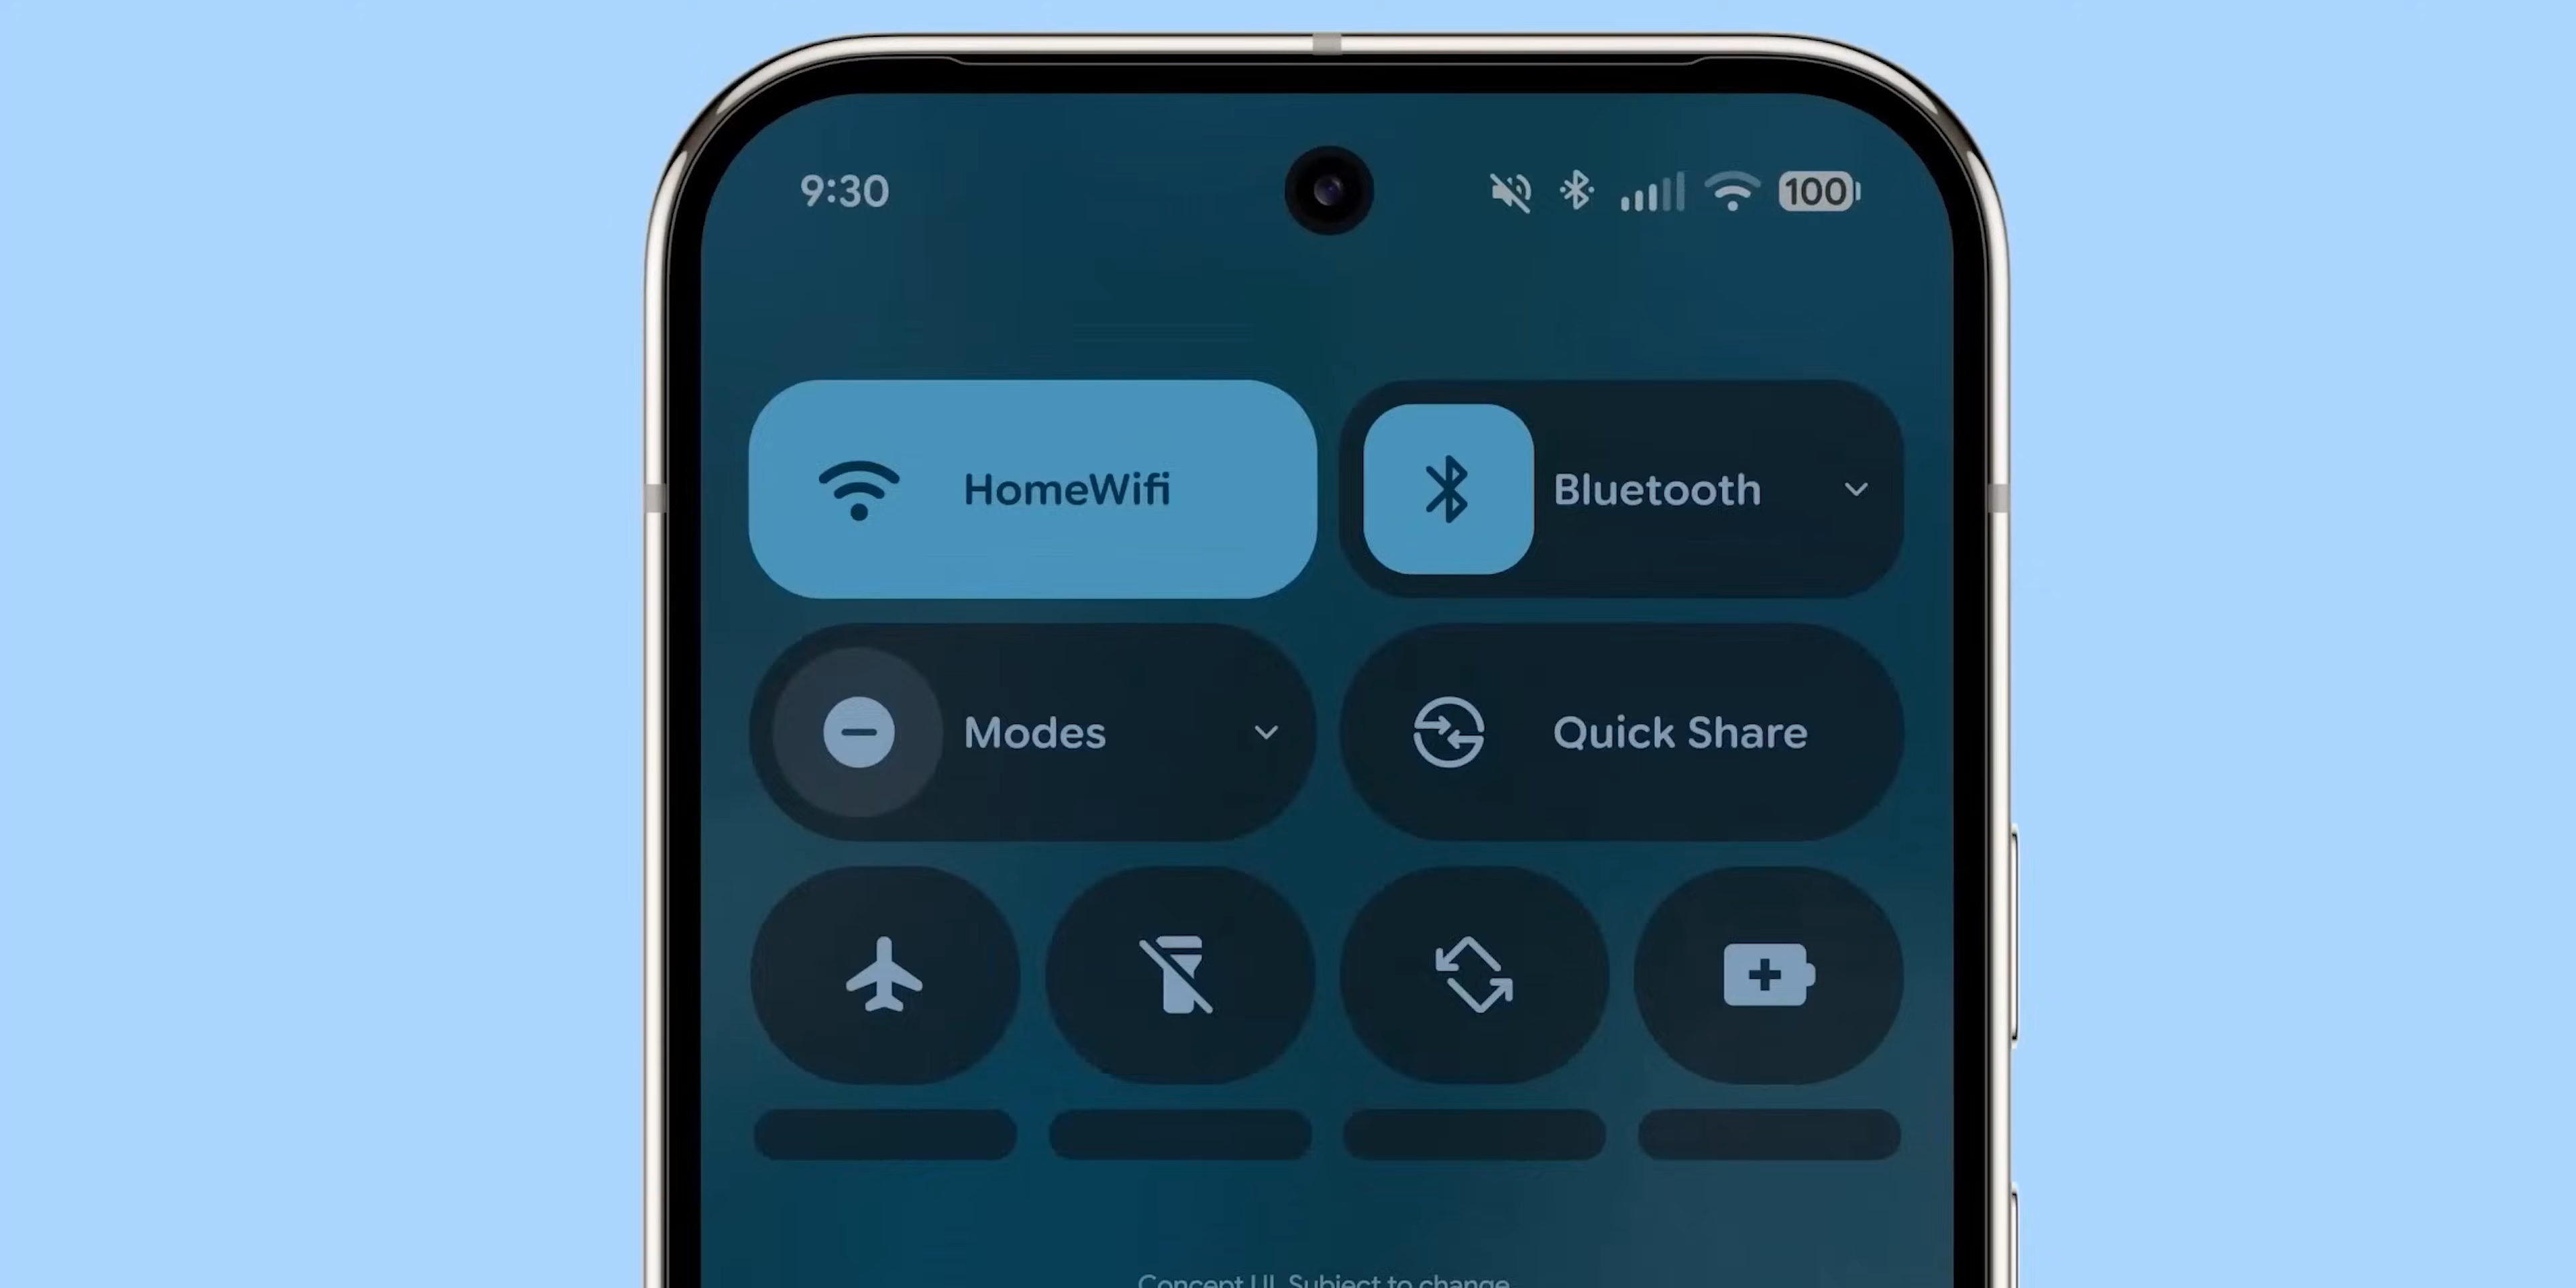 9:30
100
HomeWifi
Bluetooth
Modes
Quick Share
Concept UI. Subject to change.